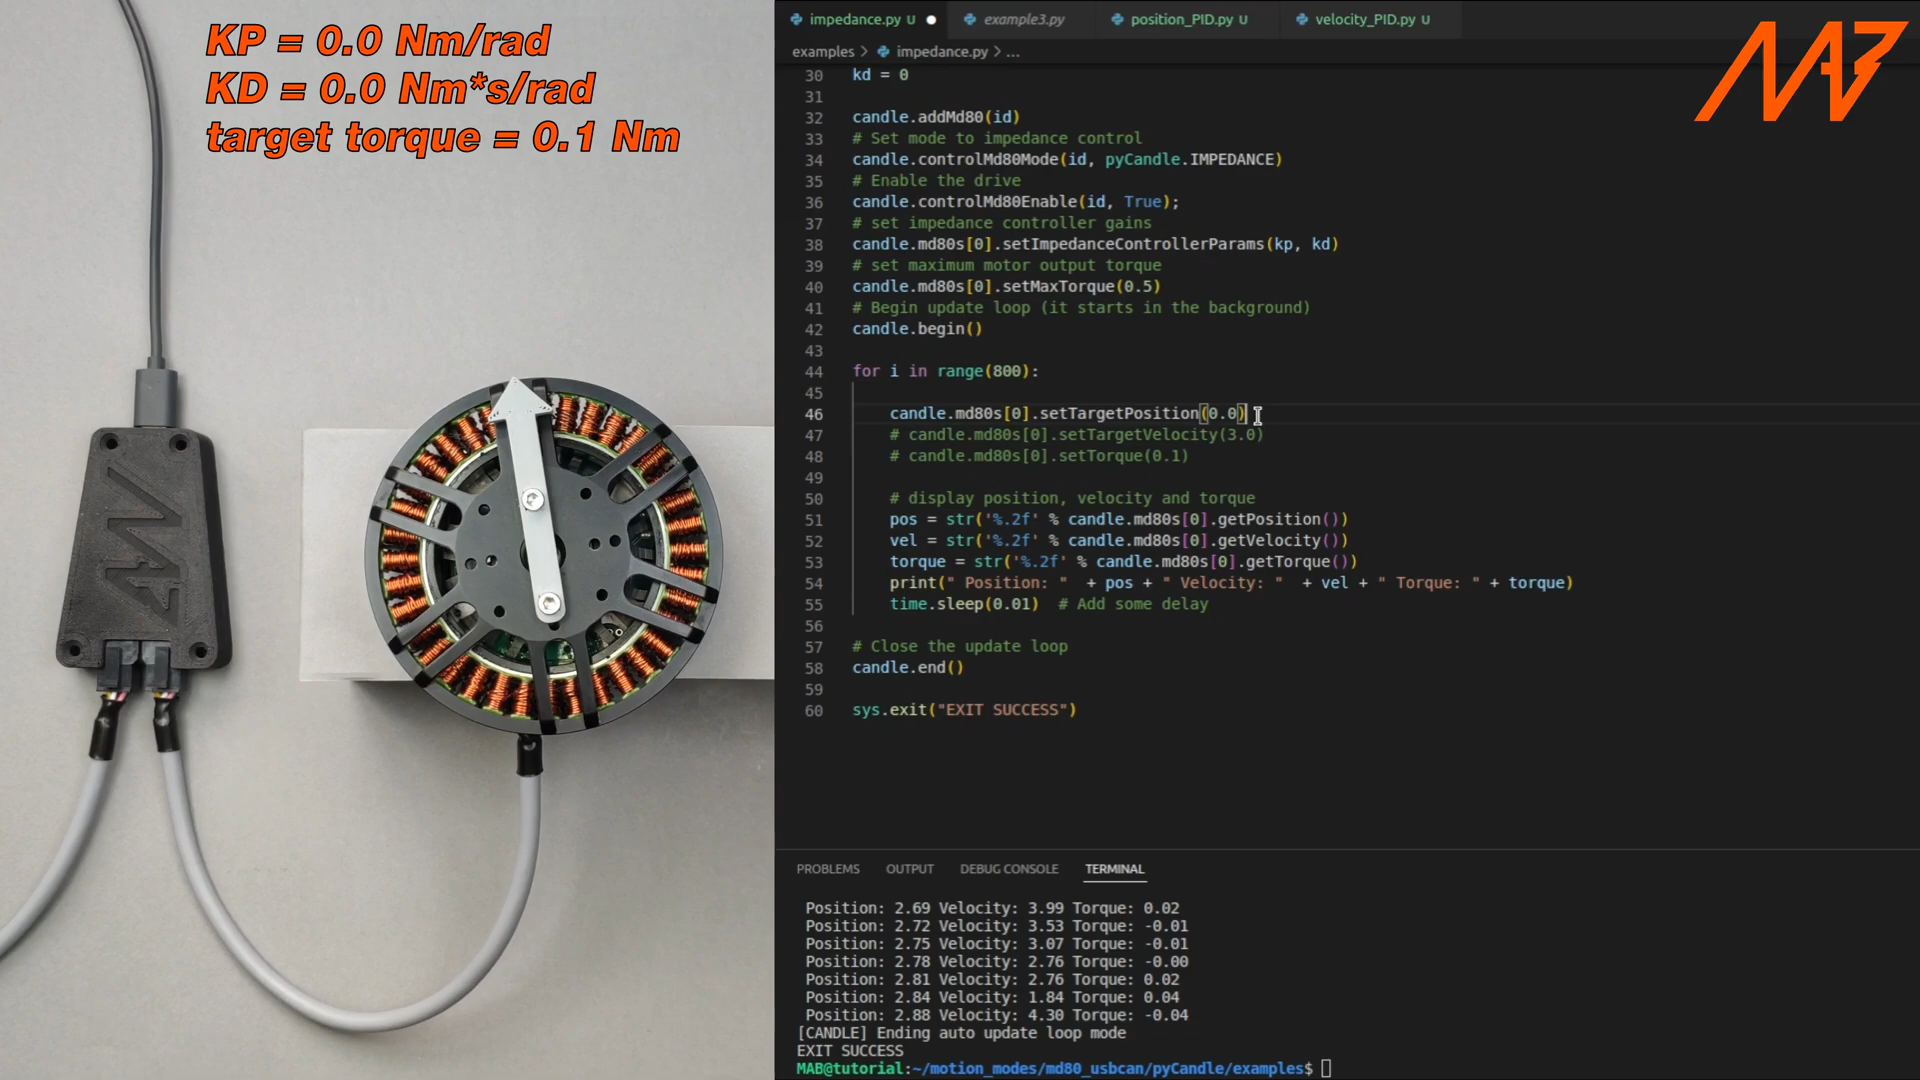 KP = 0.0 Nm/rad
KD = 0.0 Nm*s/rad
target torque = 0.1 Nm
impedance.py U
example3.py
position_PID.py U
velocity_PID.py U
examples > impedance.py > ...
30 kd = 0
31
32 candle.addMd80(id)
33 # Set mode to impedance control
34 candle.controlMd80Mode(id, pyCandle.IMPEDANCE)
35 # Enable the drive
36 candle.controlMd80Enable(id, True);
37 # set impedance controller gains
38 candle.md80s[0].setImpedanceControllerParams(kp, kd)
39 # set maximum motor output torque
40 candle.md80s[0].setMaxTorque(0.5)
41 # Begin update loop (it starts in the background)
42 candle.begin()
43
44 for i in range(800):
45
46 candle.md80s[0].setTargetPosition(0.0)
47 # candle.md80s[0].setTargetVelocity(3.0)
48 # candle.md80s[0].setTorque(0.1)
49
50 # display position, velocity and torque
51 pos = str('%.2f' % candle.md80s[0].getPosition())
52 vel = str('%.2f' % candle.md80s[0].getVelocity())
53 torque = str('%.2f' % candle.md80s[0].getTorque())
54 print(" Position: " + pos + " Velocity: " + vel + " Torque: " + torque)
55 time.sleep(0.01) # Add some delay
56
57 # Close the update loop
58 candle.end()
59
60 sys.exit("EXIT SUCCESS")
PROBLEMS OUTPUT DEBUG CONSOLE TERMINAL
Position: 2.69 Velocity: 3.99 Torque: 0.02
Position: 2.72 Velocity: 3.53 Torque: -0.01
Position: 2.75 Velocity: 3.07 Torque: -0.01
Position: 2.78 Velocity: 2.76 Torque: -0.00
Position: 2.81 Velocity: 2.76 Torque: 0.02
Position: 2.84 Velocity: 1.84 Torque: 0.04
Position: 2.88 Velocity: 4.30 Torque: -0.04
[CANDLE] Ending auto update loop mode
EXIT SUCCESS
MAB@tutorial:~/motion_modes/md80_usbcan/pyCandle/examples$